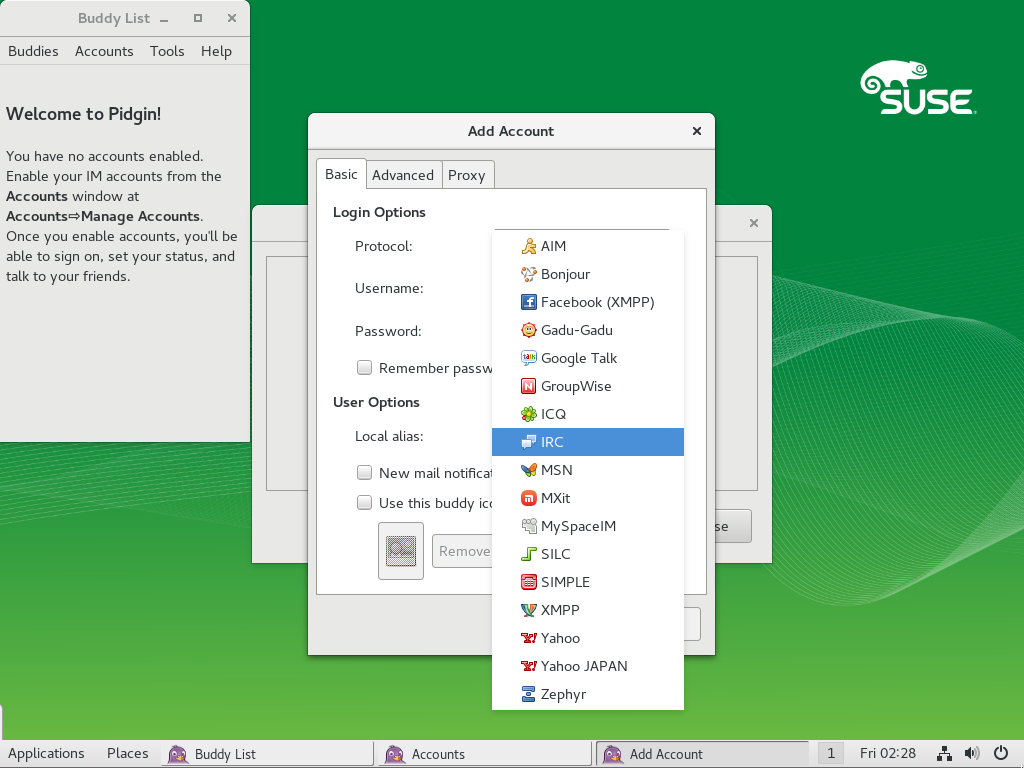 Buddy List
Buddies Accounts Tools Help
Welcome to Pidgin!
You have no accounts enabled.
Enable your IM accounts from the
Accounts window at
Accounts⇨Manage Accounts.
Once you enable accounts, you'll be
able to sign on, set your status, and
talk to your friends.
SUSE
Add Account
Basic Advanced Proxy
Login Options
Protocol:
Username:
Password:
Remember passw
User Options
Local alias:
New mail notificat
Use this buddy ico
Remove
AIM
Bonjour
Facebook (XMPP)
Gadu-Gadu
Google Talk
GroupWise
ICQ
IRC
MSN
MXit
MySpaceIM
SILC
SIMPLE
XMPP
Yahoo
Yahoo JAPAN
Zephyr
se
Applications Places Buddy List Accounts Add Account 1 Fri 02:28